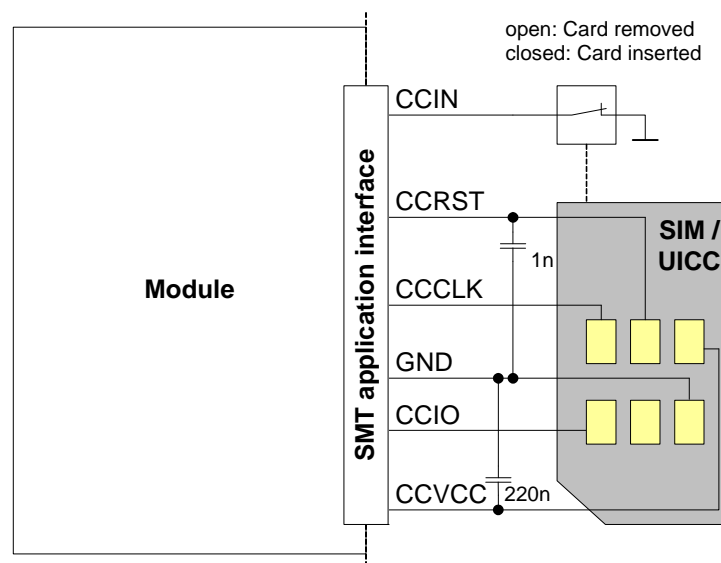 open: Card removed
closed: Card inserted
CCIN
CCRST
SIM /
UICC
1n
Module
SMT application interface
CCCLK
GND
CCIO
CCVCC
220n